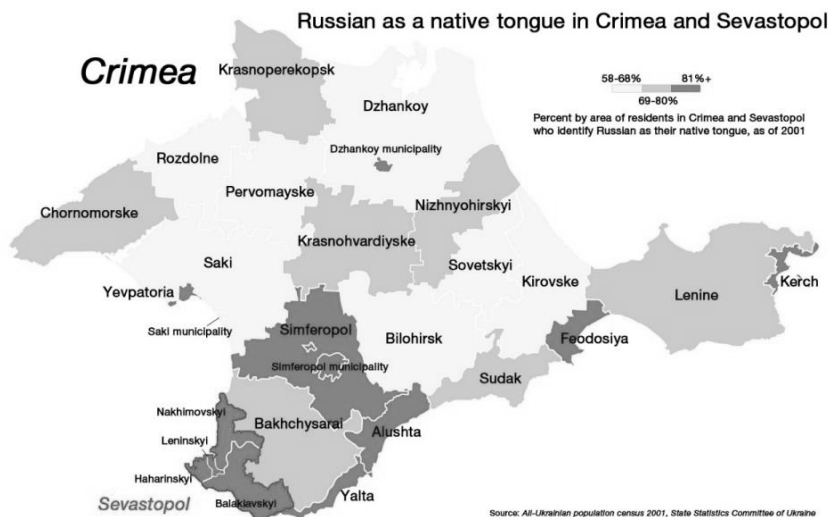 Russian as a native tongue in Crimea and Sevastopol
Crimea
58-68%
81%+
69-80%
Percent by area of residents in Crimea and Sevastopol
who identify Russian as their native tongue, as of 2001
Krasnoperekopsk
Dzhankoy
Dzhankoy municipality
Rozdolne
Pervomayske
Chornomorske
Nizhnyohirskyi
Krasnohvardiyske
Saki
Sovetskyi
Kirovske
Yevpatoria
Lenine
Kerch
Saki municipality
Simferopol
Bilohirsk
Feodosiya
Simferopol municipality
Sudak
Nakhimovskyi
Bakhchysarai
Alushta
Leninskyi
Haharinskyi
Yalta
Balaklavskyi
Sevastopol
Source: All-Ukrainian population census 2001, State Statistics Committee of Ukraine